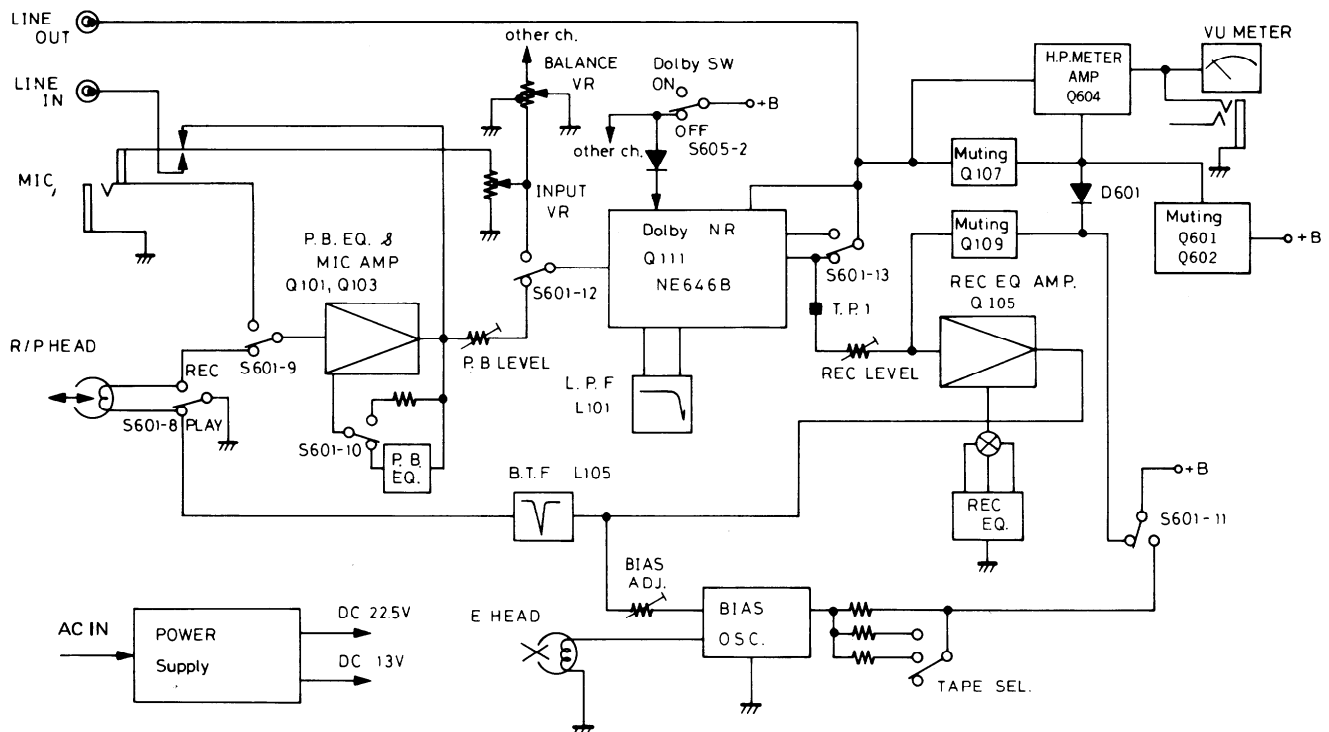 LINE
OUT
LINE
IN
MIC,
other ch.
BALANCE
VR
Dolby SW
ON
OFF
+B
S605-2
other ch.
INPUT
VR
H.P.METER
AMP
Q604
VU METER
Muting
Q107
D601
Muting
Q109
Muting
Q601
Q602
+B
Dolby NR
Q111
NE646B
S601-13
T.P.1
REC EQ AMP.
Q105
REC LEVEL
P.B. EQ. &
MIC AMP
Q101, Q103
S601-12
P.B LEVEL
R/P HEAD
REC
S601-9
S601-8 PLAY
S601-10
P. B.
EQ.
L. P. F
L101
B.T.F L105
REC
EQ.
+B
S601-11
BIAS
ADJ.
E HEAD
BIAS
OSC.
TAPE SEL.
AC IN
POWER
Supply
DC 22.5V
DC 13V